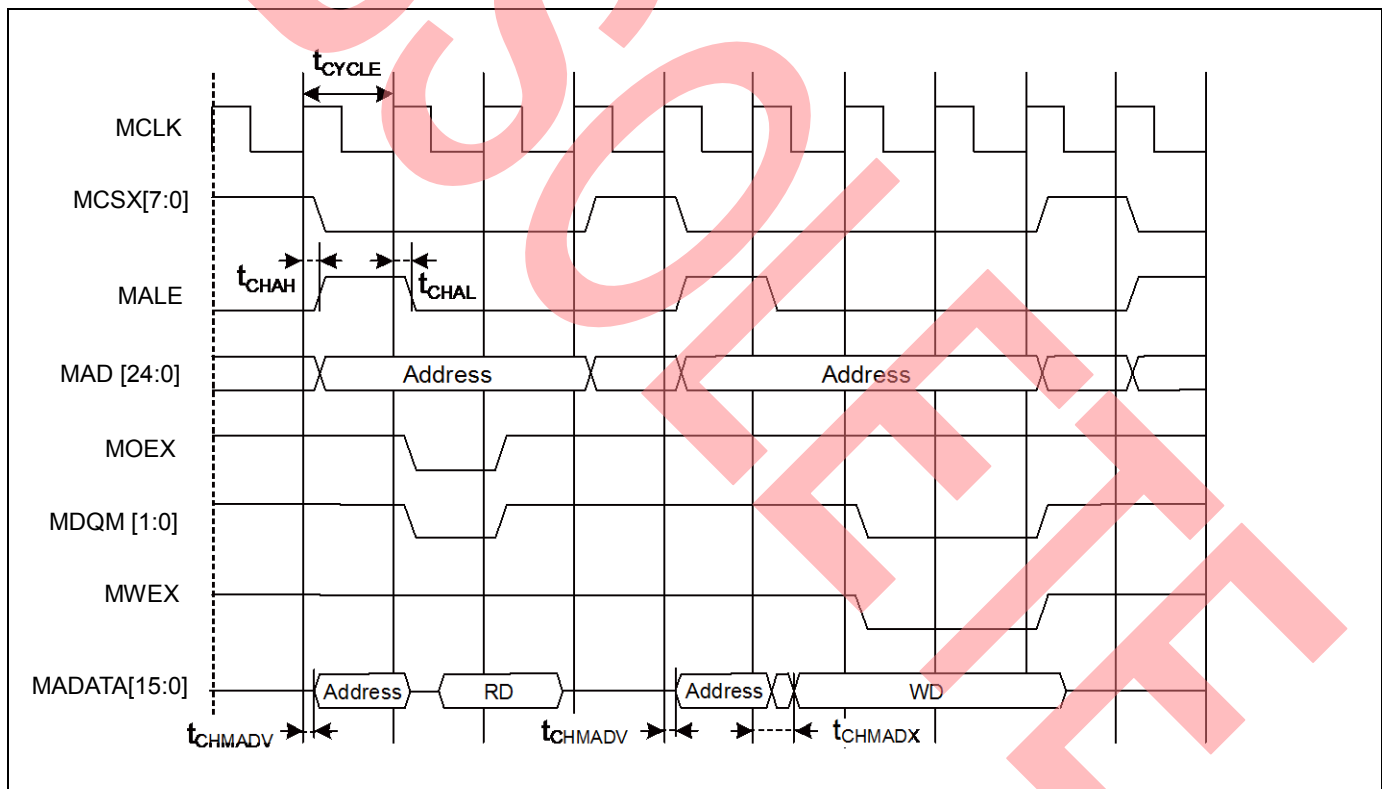 OBSOLETE
tCYCLE
MCLK
MCSX[7:0]
tCHAH
tCHAL
MALE
MAD [24:0]
Address
Address
MOEX
MDQM [1:0]
MWEX
MADATA[15:0]
Address
RD
Address
WD
tCHMADV
tCHMADV
tCHMADX